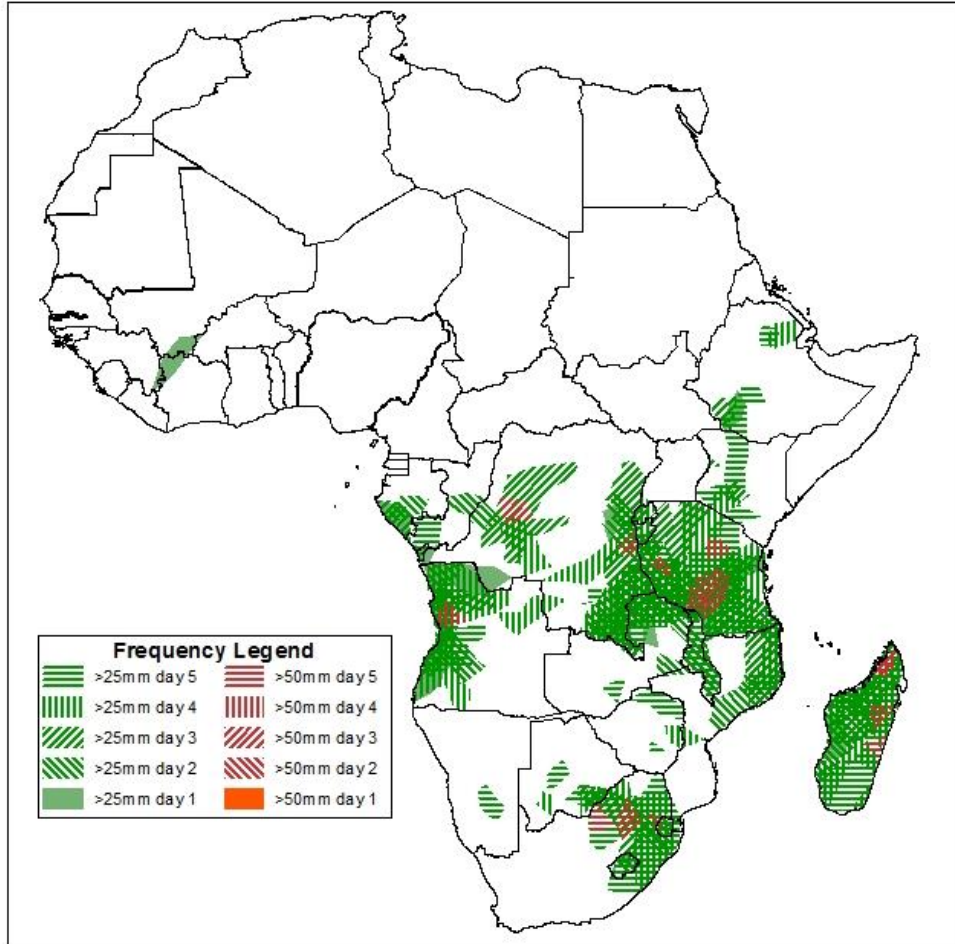 Frequency Legend
>25mm day 5 >50mm day 5
>25mm day 4 >50mm day 4
>25mm day 3 >50mm day 3
>25mm day 2 >50mm day 2
>25mm day 1 >50mm day 1